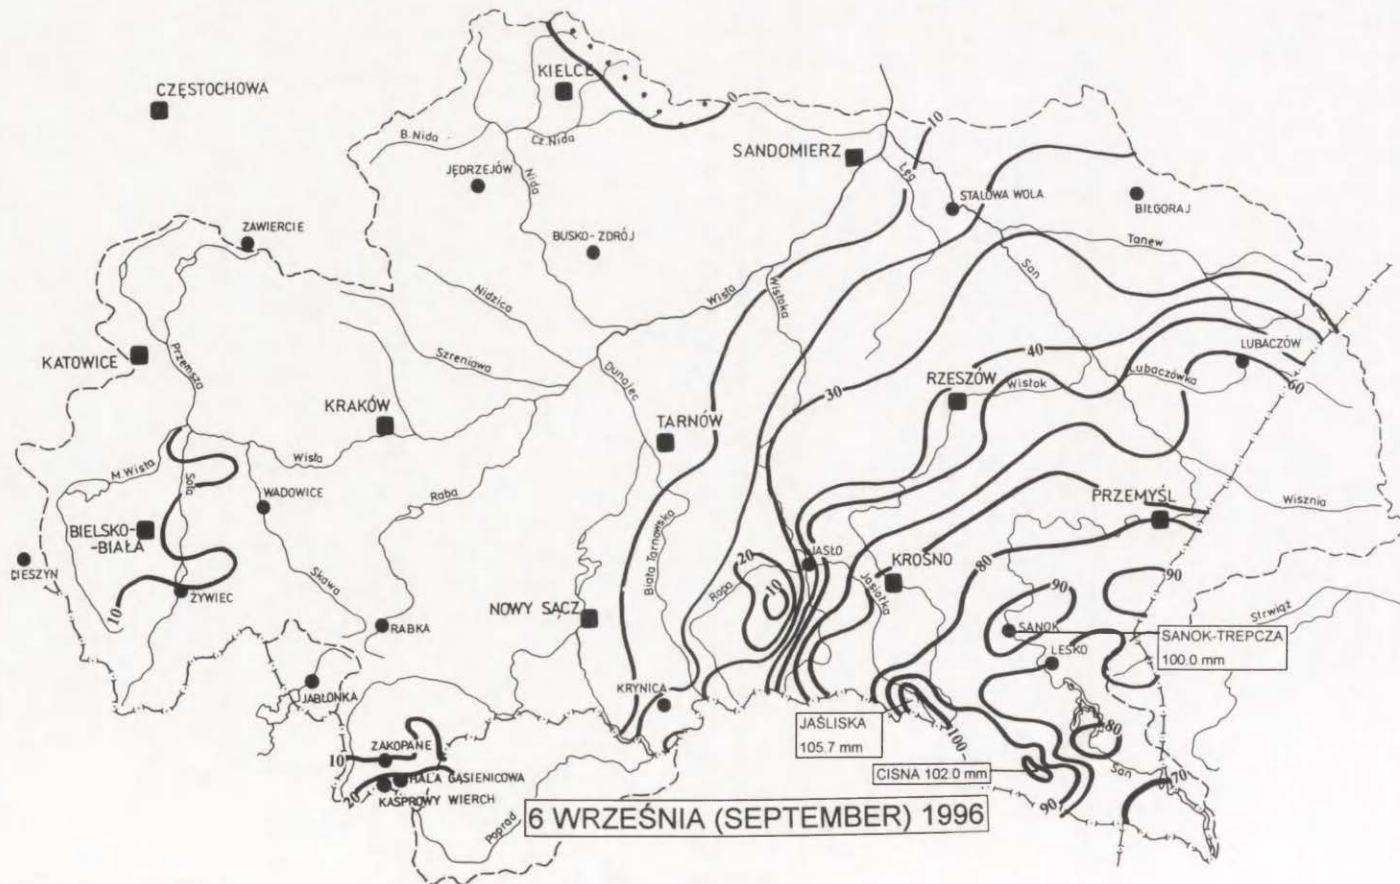 KIELCE
CZĘSTOCHOWA
0
10
B. Nida
Cz. Nida
SANDOMIERZ
JĘDRZEJÓW
Nida
Łęg
STALOWA WOLA
BIŁGORAJ
ZAWIERCIE
BUSKO-ZDRÓJ
Tanew
San
Nidzica
Wisła
Wisłoka
KATOWICE
Przemsza
Szreniawa
Dunajec
40
LUBACZÓW
Lubaczówka
60
30
RZESZÓW
Wisłok
KRAKÓW
TARNÓW
Wisła
M. Wisła
Soła
WADOWICE
Raba
PRZEMYŚL
Wisznia
BIELSKO-
-BIAŁA
CIESZYN
Skawa
Biała Tarnowska
20
JASŁO
KROSNO
80
90
90
10
ŻYWIEC
Ropa
10
Jasiołka
NOWY SĄCZ
RABKA
SANOK
Strwiąż
SANOK-TREPCZA
100.0 mm
LESKO
JABŁONKA
KRYNICA
JAŚLISKA
105.7 mm
100
80
ZAKOPANE
10
HALA GĄSIENICOWA
20
KASPROWY WIERCH
CISNA 102.0 mm
San
70
90
Poprad
6 WRZEŚNIA (SEPTEMBER) 1996